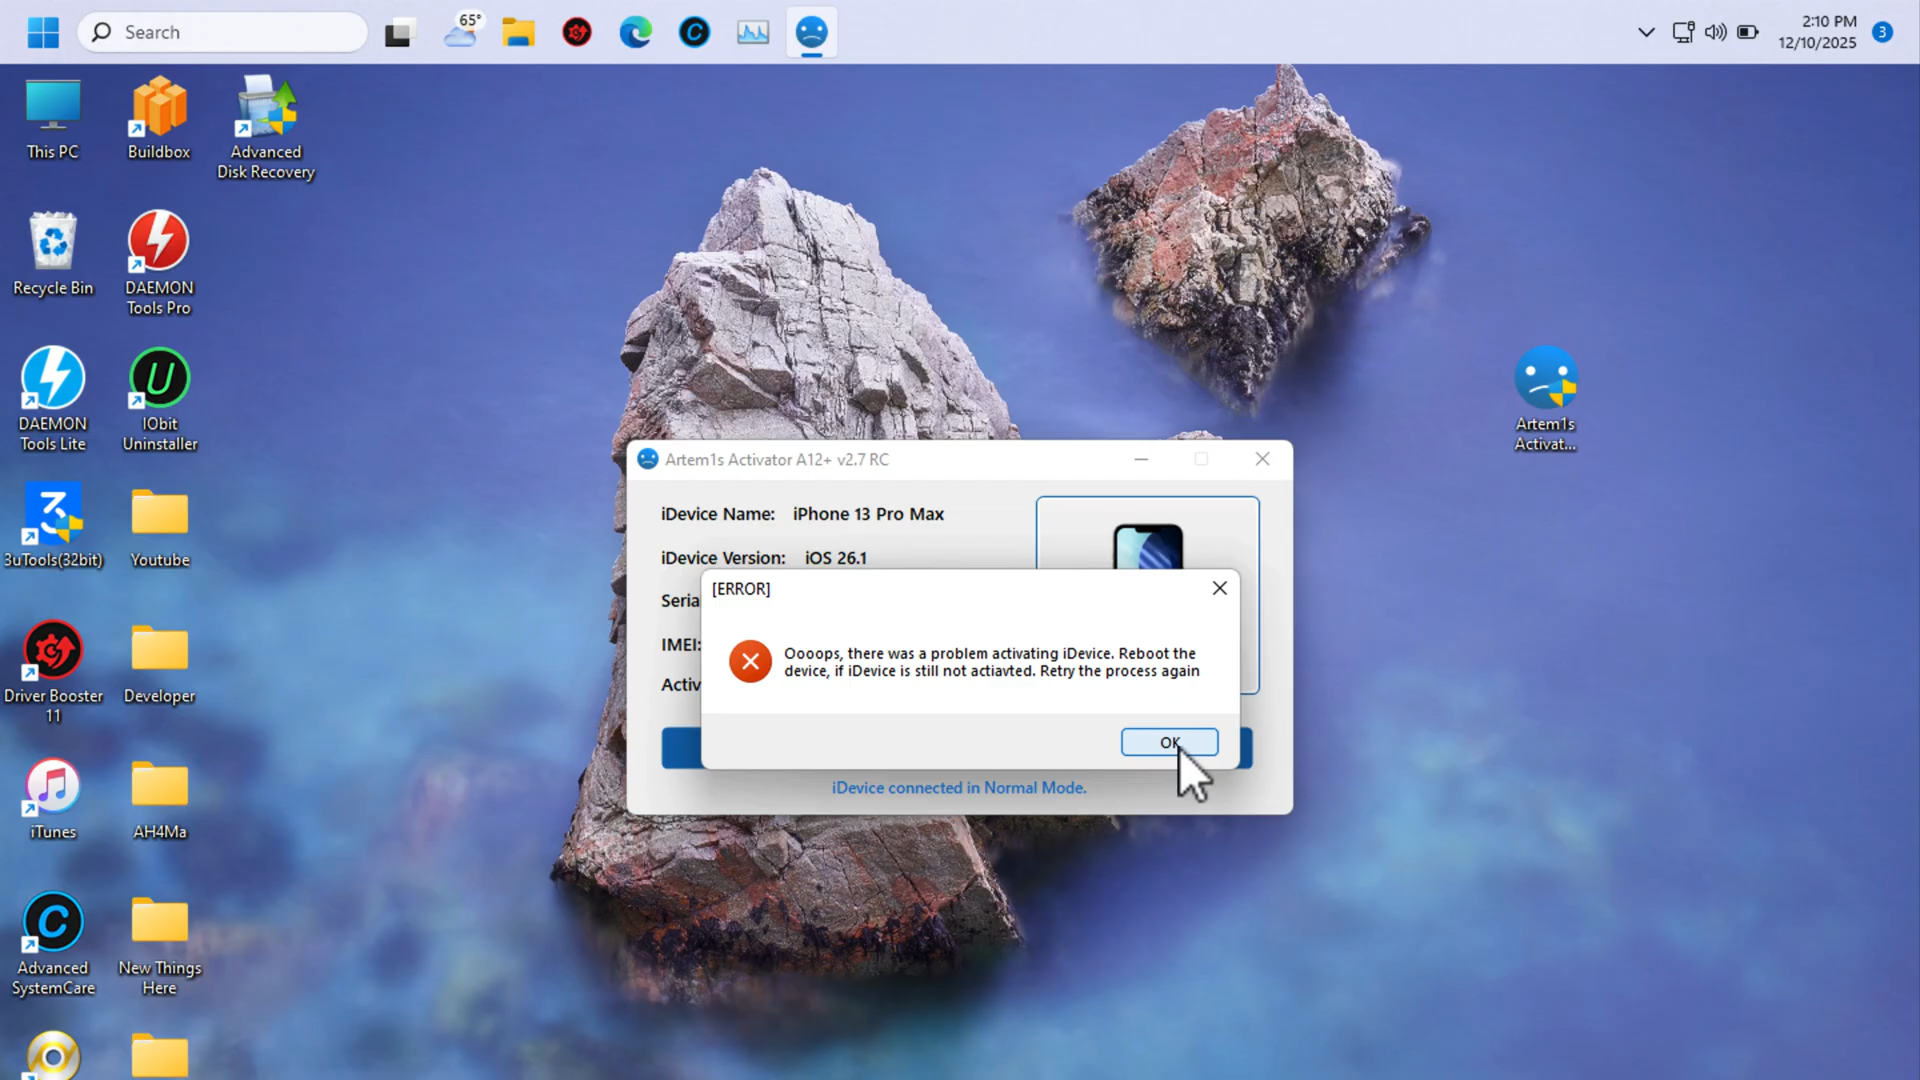 Search
65°
2:10 PM
12/10/2025
3
This PC
Buildbox
Advanced
Disk Recovery
Recycle Bin
DAEMON
Tools Pro
DAEMON
Tools Lite
IObit
Uninstaller
Artem1s
Activat...
Artem1s Activator A12+ v2.7 RC
iDevice Name: iPhone 13 Pro Max
iDevice Version: iOS 26.1
Seria
IMEI:
Activ
[ERROR]
Oooops, there was a problem activating iDevice. Reboot the
device, if iDevice is still not actiavted. Retry the process again
OK
iDevice connected in Normal Mode.
3uTools(32bit)
Youtube
Driver Booster
11
Developer
iTunes
AH4Ma
Advanced
SystemCare
New Things
Here